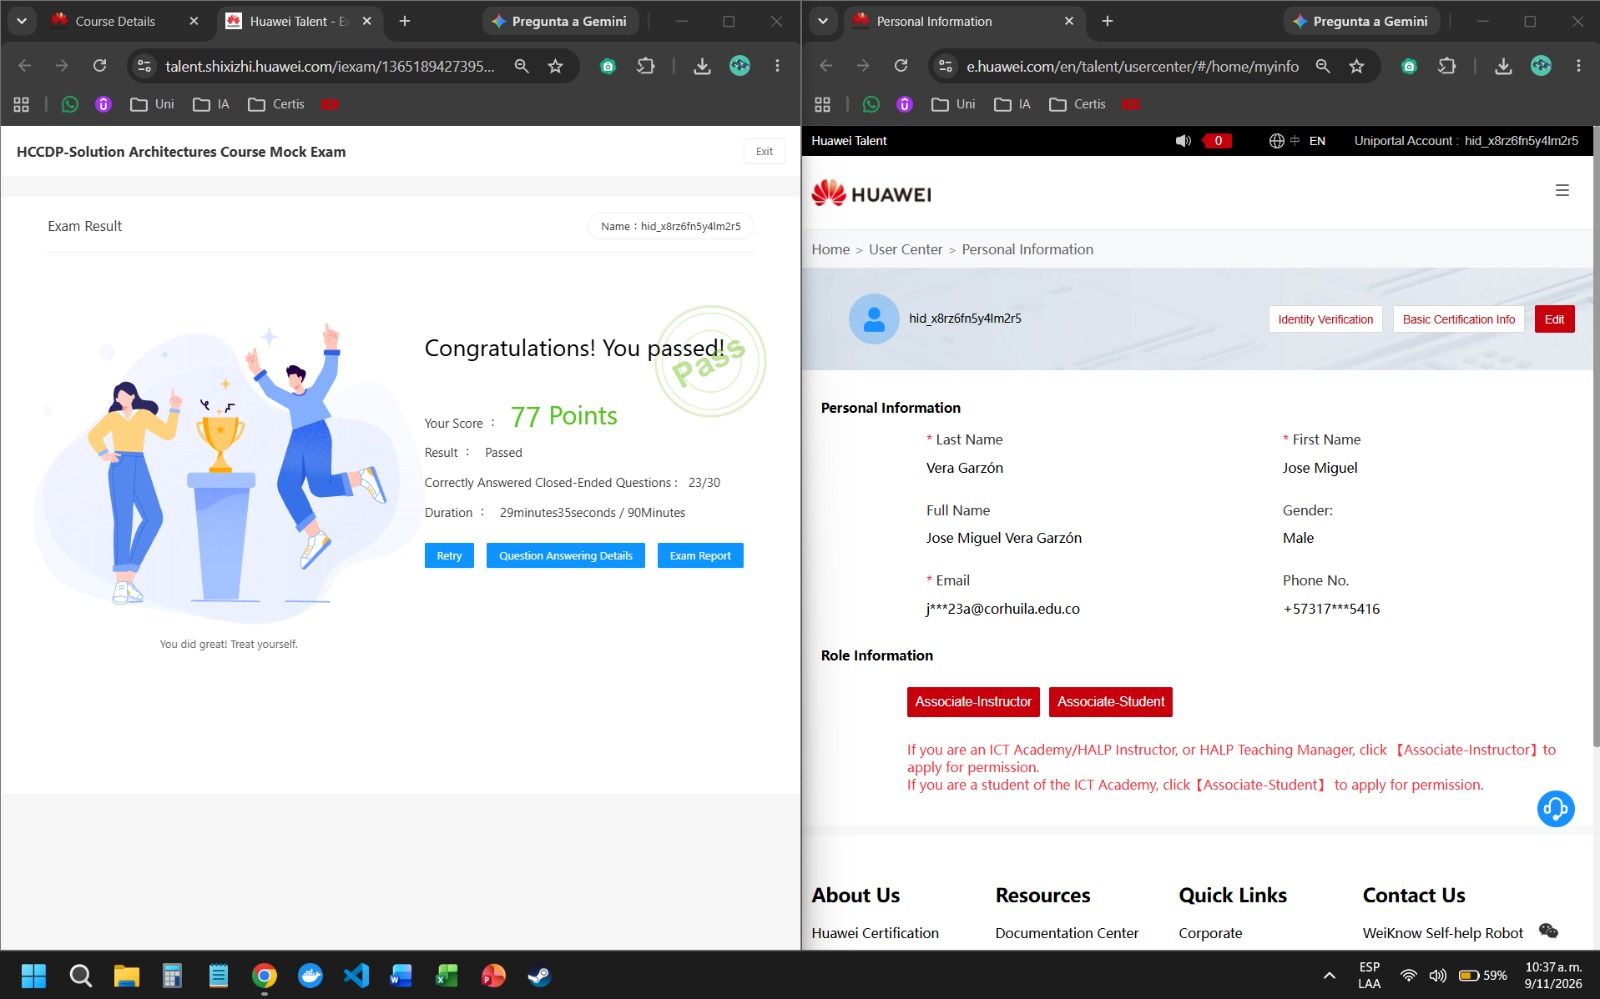 Course Details
Huawei Talent - Ex
Pregunta a Gemini
talent.shixizhi.huawei.com/iexam/1365189427395...
Uni
IA
Certis
HCCDP-Solution Architectures Course Mock Exam
Exit
Exam Result
Name：hid_x8rz6fn5y4lm2r5
Congratulations! You passed!
Pass
Your Score ： 77 Points
Result ： Passed
Correctly Answered Closed-Ended Questions : 23/30
Duration ： 29minutes35seconds / 90Minutes
Retry
Question Answering Details
Exam Report
You did great! Treat yourself.
Personal Information
Pregunta a Gemini
e.huawei.com/en/talent/usercenter/#/home/myinfo
Uni
IA
Certis
Huawei Talent
0
中 EN
Uniportal Account : hid_x8rz6fn5y4lm2r5
HUAWEI
Home > User Center > Personal Information
hid_x8rz6fn5y4lm2r5
Identity Verification
Basic Certification Info
Edit
Personal Information
* Last Name
Vera Garzón
* First Name
Jose Miguel
Full Name
Jose Miguel Vera Garzón
Gender:
Male
* Email
j***23a@corhuila.edu.co
Phone No.
+57317***5416
Role Information
Associate-Instructor
Associate-Student
If you are an ICT Academy/HALP Instructor, or HALP Teaching Manager, click 【Associate-Instructor】to
apply for permission.
If you are a student of the ICT Academy, click【Associate-Student】 to apply for permission.
About Us
Resources
Quick Links
Contact Us
Huawei Certification
Documentation Center
Corporate
WeiKnow Self-help Robot
ESP
LAA
59%
10:37 a. m.
9/11/2026